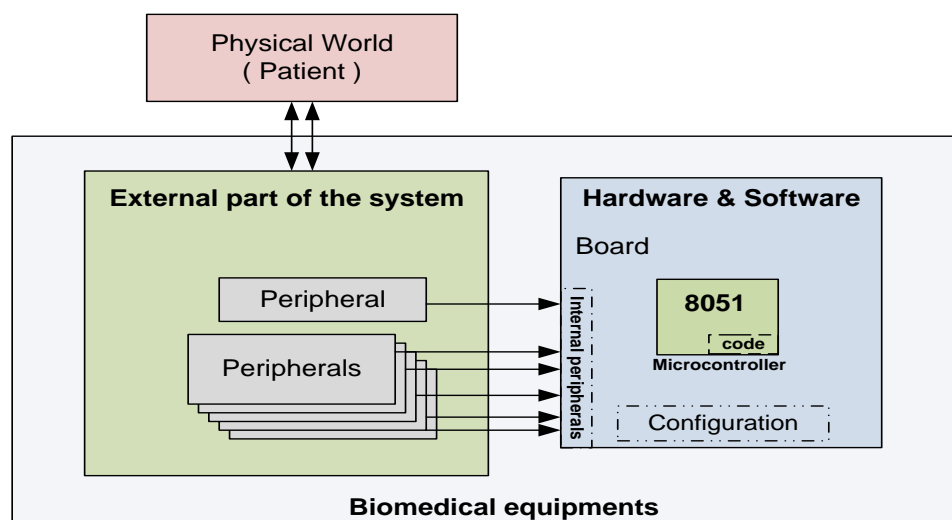 Physical World
( Patient )
External part of the system
Hardware & Software
Board
Peripheral
8051
code
Microcontroller
Internal peripherals
Peripherals
Configuration
Biomedical equipments